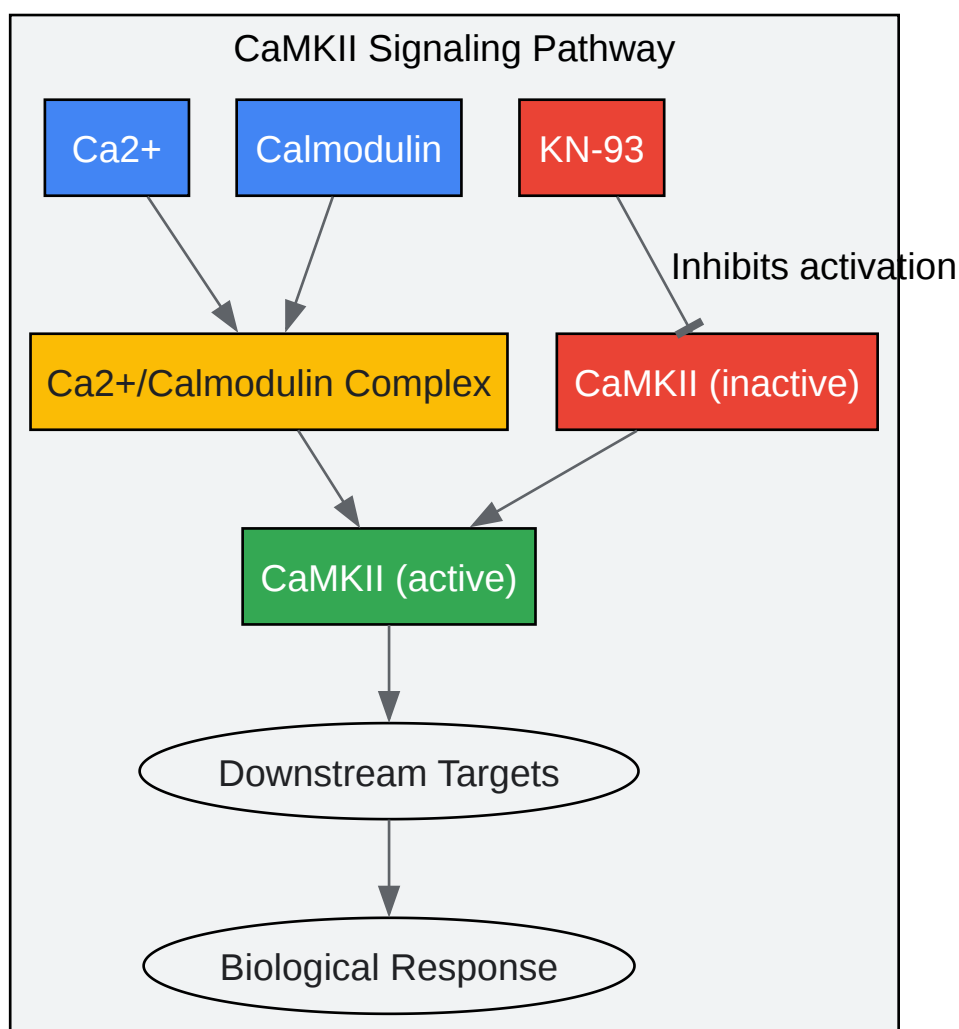 CaMKII Signaling Pathway
Ca2+
Calmodulin
KN-93
Inhibits activation
Ca2+/Calmodulin Complex
CaMKII (inactive)
CaMKII (active)
Downstream Targets
Biological Response